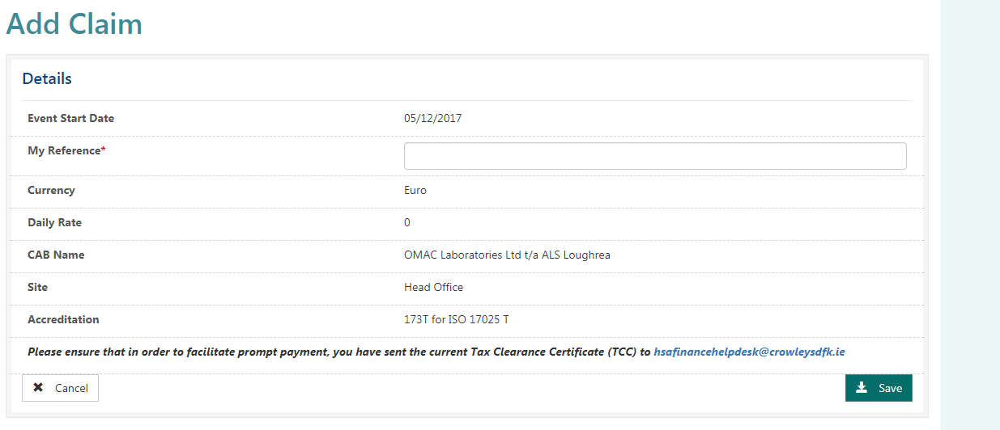 Add Claim
Details
Event Start Date 05/12/2017
My Reference*
Currency Euro
Daily Rate 0
CAB Name OMAC Laboratories Ltd t/a ALS Loughrea
Site Head Office
Accreditation 173T for ISO 17025 T
Please ensure that in order to facilitate prompt payment, you have sent the current Tax Clearance Certificate (TCC) to hsafinancehelpdesk@crowleysdfk.ie
Cancel Save